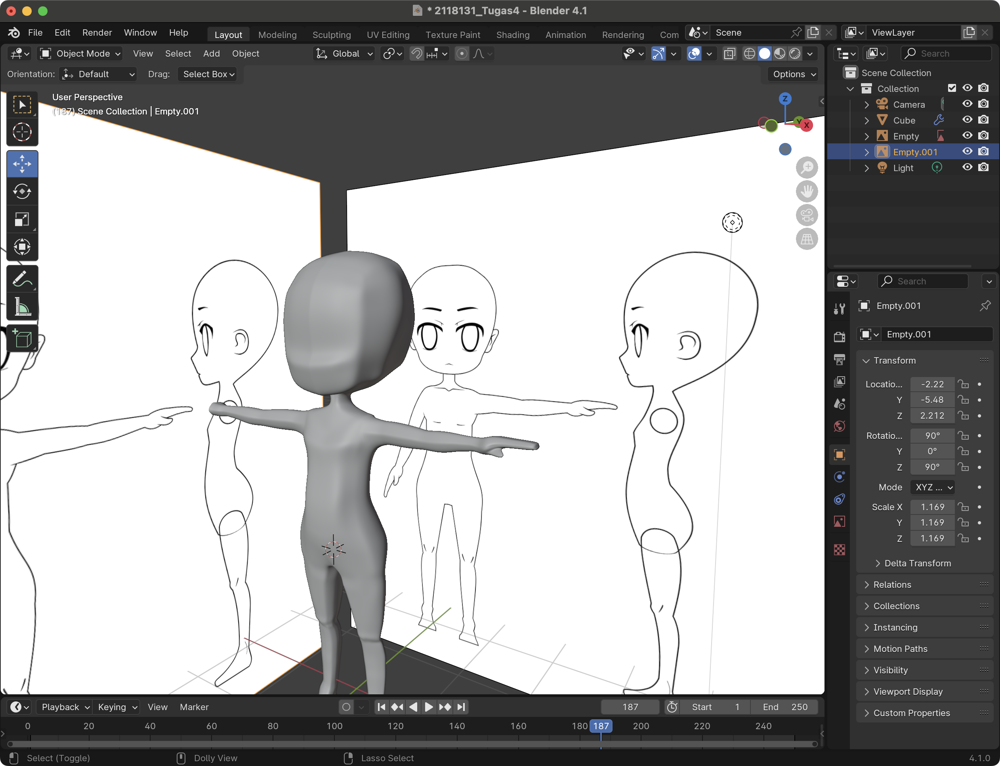 * 2118131_Tugas4 - Blender 4.1
File Edit Render Window Help Layout Modeling Sculpting UV Editing Texture Paint Shading Animation Rendering Com Scene ViewLayer
Object Mode View Select Add Object Global Search
Orientation: Default Drag: Select Box Options
User Perspective
(187) Scene Collection | Empty.001
Z
Y
X
Scene Collection
Collection
Camera
Cube
Empty
Empty.001
Light
Search
Empty.001
Empty.001
Transform
Locatio... -2.22
Y -5.48
Z 2.212
Rotatio... 90°
Y 0°
Z 90°
Mode XYZ ...
Scale X 1.169
Y 1.169
Z 1.169
Delta Transform
Relations
Collections
Instancing
Motion Paths
Visibility
Viewport Display
Custom Properties
Playback Keying View Marker 187 Start 1 End 250
0 20 40 60 80 100 120 140 160 180 187 200 220 240
Select (Toggle) Dolly View Lasso Select 4.1.0